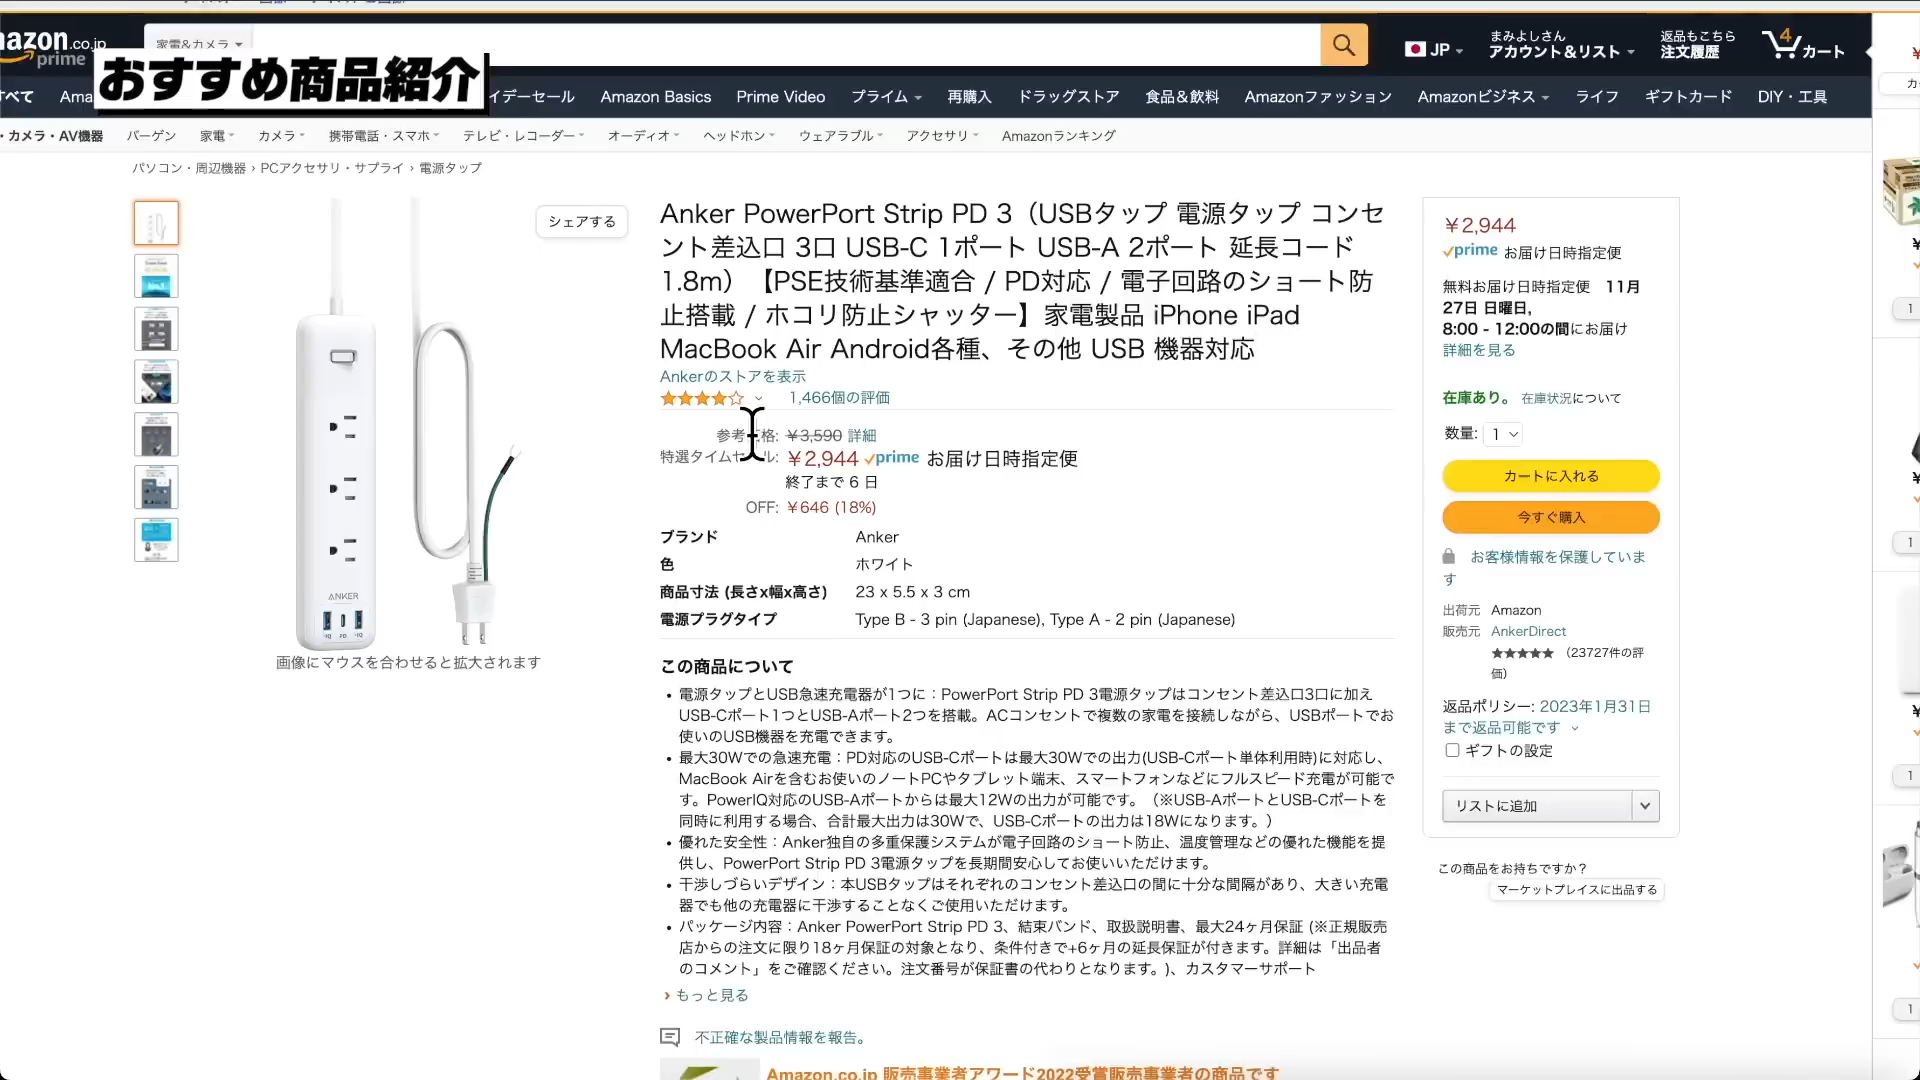 amazon.co.jp
prime
家電&カメラ
おすすめ商品紹介
JP
まみよしさん
アカウント&リスト
返品もこちら
注文履歴
4
カート
すべて
Ama
イデーセール
Amazon Basics
Prime Video
プライム
再購入
ドラッグストア
食品&飲料
Amazonファッション
Amazonビジネス
ライフ
ギフトカード
DIY・工具
・カメラ・AV機器
バーゲン
家電
カメラ
携帯電話・スマホ
テレビ・レコーダー
オーディオ
ヘッドホン
ウェアラブル
アクセサリ
Amazonランキング
パソコン・周辺機器 › PCアクセサリ・サプライ › 電源タップ
シェアする
ANKER
IQ PD IQ
画像にマウスを合わせると拡大されます
Anker PowerPort Strip PD 3（USBタップ 電源タップ コンセ
ント差込口 3口 USB-C 1ポート USB-A 2ポート 延長コード
1.8m）【PSE技術基準適合 / PD対応 / 電子回路のショート防
止搭載 / ホコリ防止シャッター】家電製品 iPhone iPad
MacBook Air Android各種、その他 USB 機器対応
Ankerのストアを表示
1,466個の評価
参考 格: ￥3,590 詳細
特選タイムセール: ￥2,944 prime お届け日時指定便
終了まで 6 日
OFF: ￥646 (18%)
ブランド Anker
色 ホワイト
商品寸法 (長さx幅x高さ) 23 x 5.5 x 3 cm
電源プラグタイプ Type B - 3 pin (Japanese), Type A - 2 pin (Japanese)
この商品について
• 電源タップとUSB急速充電器が1つに：PowerPort Strip PD 3電源タップはコンセント差込口3口に加え
USB-Cポート1つとUSB-Aポート2つを搭載。ACコンセントで複数の家電を接続しながら、USBポートでお
使いのUSB機器を充電できます。
• 最大30Wでの急速充電：PD対応のUSB-Cポートは最大30Wでの出力(USB-Cポート単体利用時)に対応し、
MacBook Airを含むお使いのノートPCやタブレット端末、スマートフォンなどにフルスピード充電が可能で
す。PowerIQ対応のUSB-Aポートからは最大12Wの出力が可能です。（※USB-AポートとUSB-Cポートを
同時に利用する場合、合計最大出力は30Wで、USB-Cポートの出力は18Wになります。）
• 優れた安全性：Anker独自の多重保護システムが電子回路のショート防止、温度管理などの優れた機能を提
供し、PowerPort Strip PD 3電源タップを長期間安心してお使いいただけます。
• 干渉しづらいデザイン：本USBタップはそれぞれのコンセント差込口の間に十分な間隔があり、大きい充電
器でも他の充電器に干渉することなくご使用いただけます。
• パッケージ内容：Anker PowerPort Strip PD 3、結束バンド、取扱説明書、最大24ヶ月保証 (※正規販売
店からの注文に限り18ヶ月保証の対象となり、条件付きで+6ヶ月の延長保証が付きます。詳細は「出品者
のコメント」をご確認ください。注文番号が保証書の代わりとなります。)、カスタマーサポート
› もっと見る
不正確な製品情報を報告。
Amazon.co.jp 販売事業者アワード2022受賞販売事業者の商品です
￥2,944
prime お届け日時指定便
無料お届け日時指定便 11月
27日 日曜日,
8:00 - 12:00の間にお届け
詳細を見る
在庫あり。 在庫状況について
数量: 1
カートに入れる
今すぐ購入
お客様情報を保護していま
す
出荷元 Amazon
販売元 AnkerDirect
★★★★★ （23727件の評
価)
返品ポリシー: 2023年1月31日
まで返品可能です
ギフトの設定
リストに追加
この商品をお持ちですか？
マーケットプレイスに出品する
￥
カ
￥
1
￥
1
￥
1
1